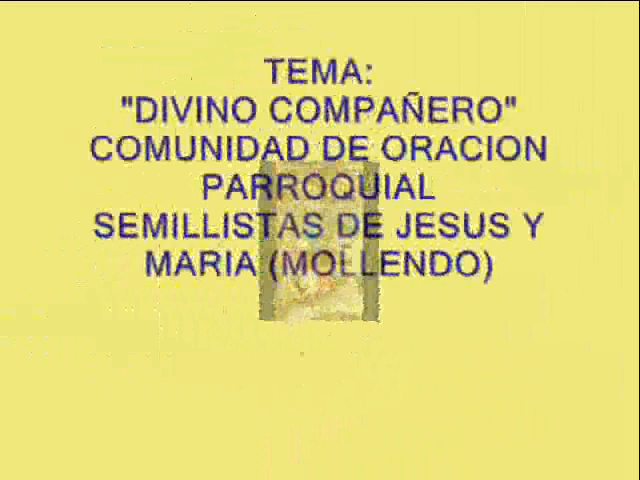 TEMA:
"DIVINO COMPAÑERO"
COMUNIDAD DE ORACION
PARROQUIAL
SEMILLISTAS DE JESUS Y
MARIA (MOLLENDO)